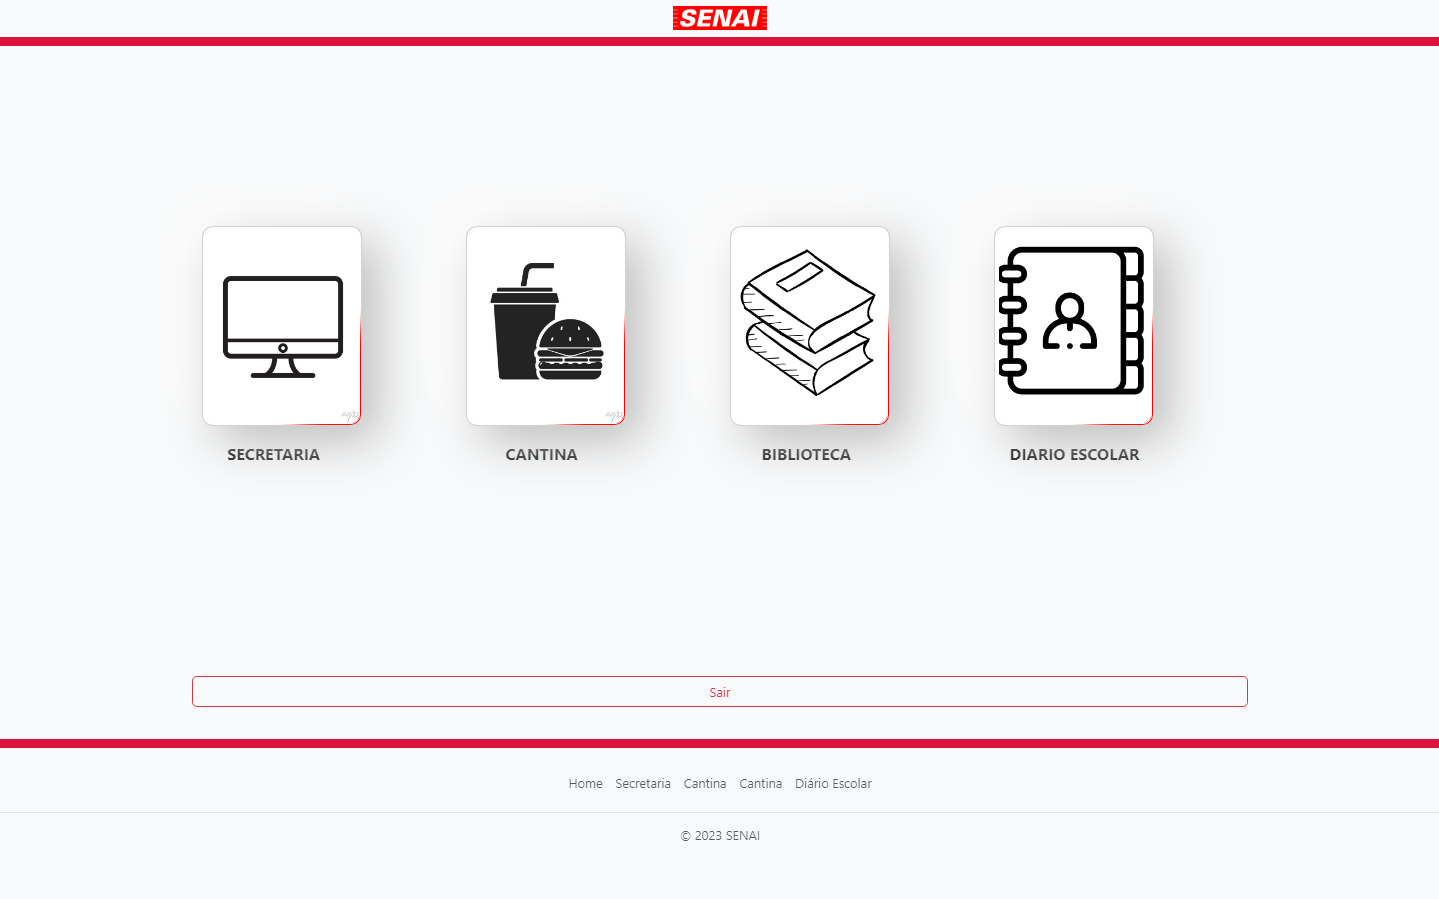 SENAI
SECRETARIA
CANTINA
BIBLIOTECA
DIARIO ESCOLAR
Sair
Home Secretaria Cantina Cantina Diário Escolar
© 2023 SENAI